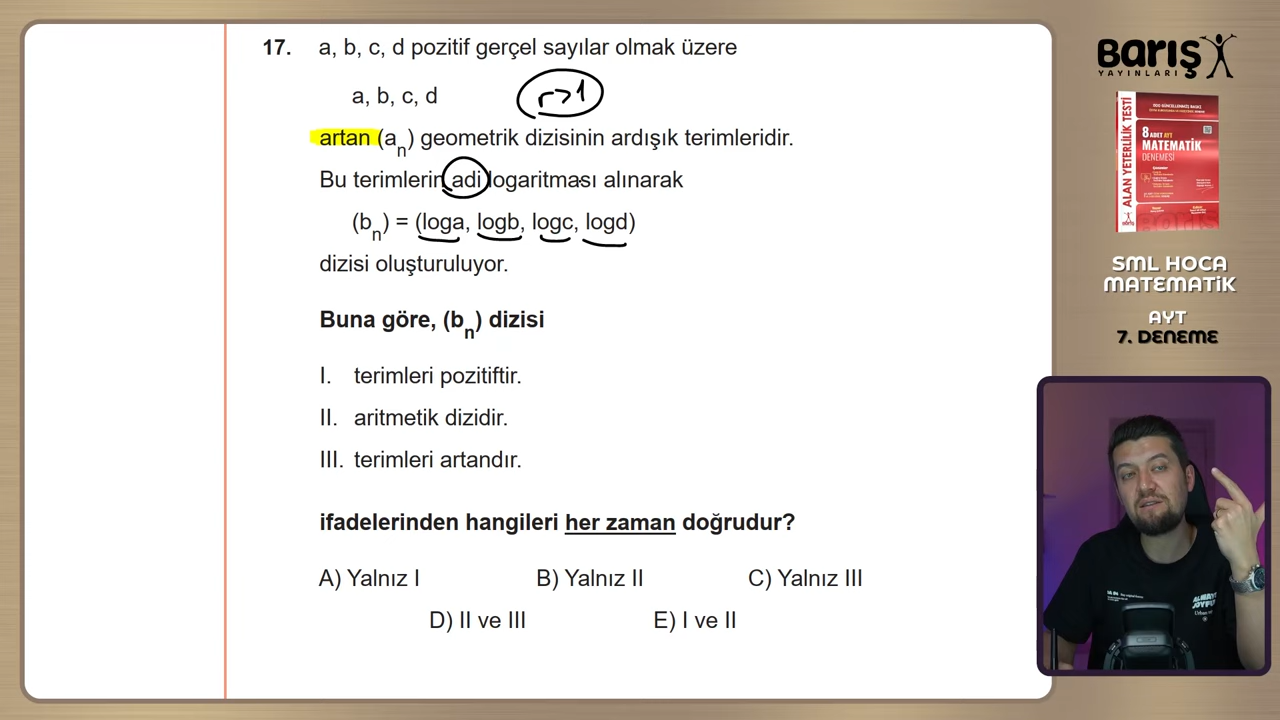 17. a, b, c, d pozitif gerçel sayılar olmak üzere
a, b, c, d
r>1
artan (an) geometrik dizisinin ardışık terimleridir.
Bu terimlerin adi logaritması alınarak
(bn) = (loga, logb, logc, logd)
dizisi oluşturuluyor.
Buna göre, (bn) dizisi
I. terimleri pozitiftir.
II. aritmetik dizidir.
III. terimleri artandır.
ifadelerinden hangileri her zaman doğrudur?
A) Yalnız I B) Yalnız II C) Yalnız III
D) II ve III E) I ve II
Barış
YAYINLARI
ALAN YETERLİLİK TESTİ
8 ADET AYT
MATEMATİK
DENEMESİ
Barış
SML HOCA
MATEMATİK
AYT
7. DENEME